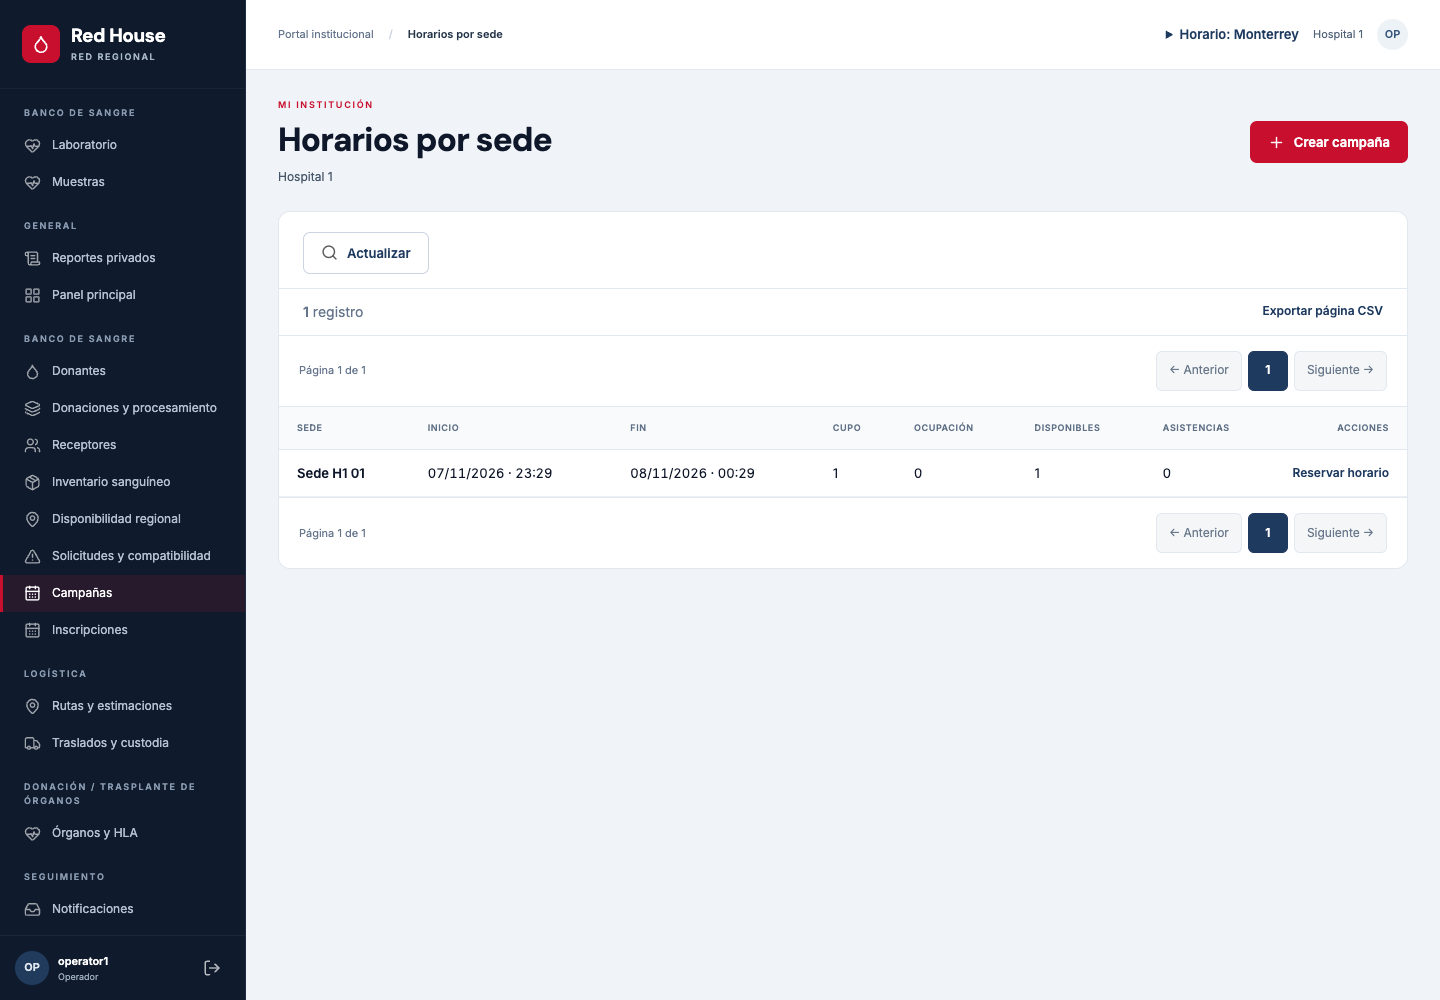 Red House
RED REGIONAL
BANCO DE SANGRE
Laboratorio
Muestras
GENERAL
Reportes privados
Panel principal
BANCO DE SANGRE
Donantes
Donaciones y procesamiento
Receptores
Inventario sanguíneo
Disponibilidad regional
Solicitudes y compatibilidad
Campañas
Inscripciones
LOGÍSTICA
Rutas y estimaciones
Traslados y custodia
DONACIÓN / TRASPLANTE DE
ÓRGANOS
Órganos y HLA
SEGUIMIENTO
Notificaciones
OP operator1
Operador
Portal institucional / Horarios por sede
Horario: Monterrey Hospital 1 OP
MI INSTITUCIÓN
Horarios por sede
Hospital 1
+ Crear campaña
Actualizar
1 registro Exportar página CSV
Página 1 de 1 ← Anterior 1 Siguiente →
SEDE INICIO FIN CUPO OCUPACIÓN DISPONIBLES ASISTENCIAS ACCIONES
Sede H1 01 07/11/2026 · 23:29 08/11/2026 · 00:29 1 0 1 0 Reservar horario
Página 1 de 1 ← Anterior 1 Siguiente →